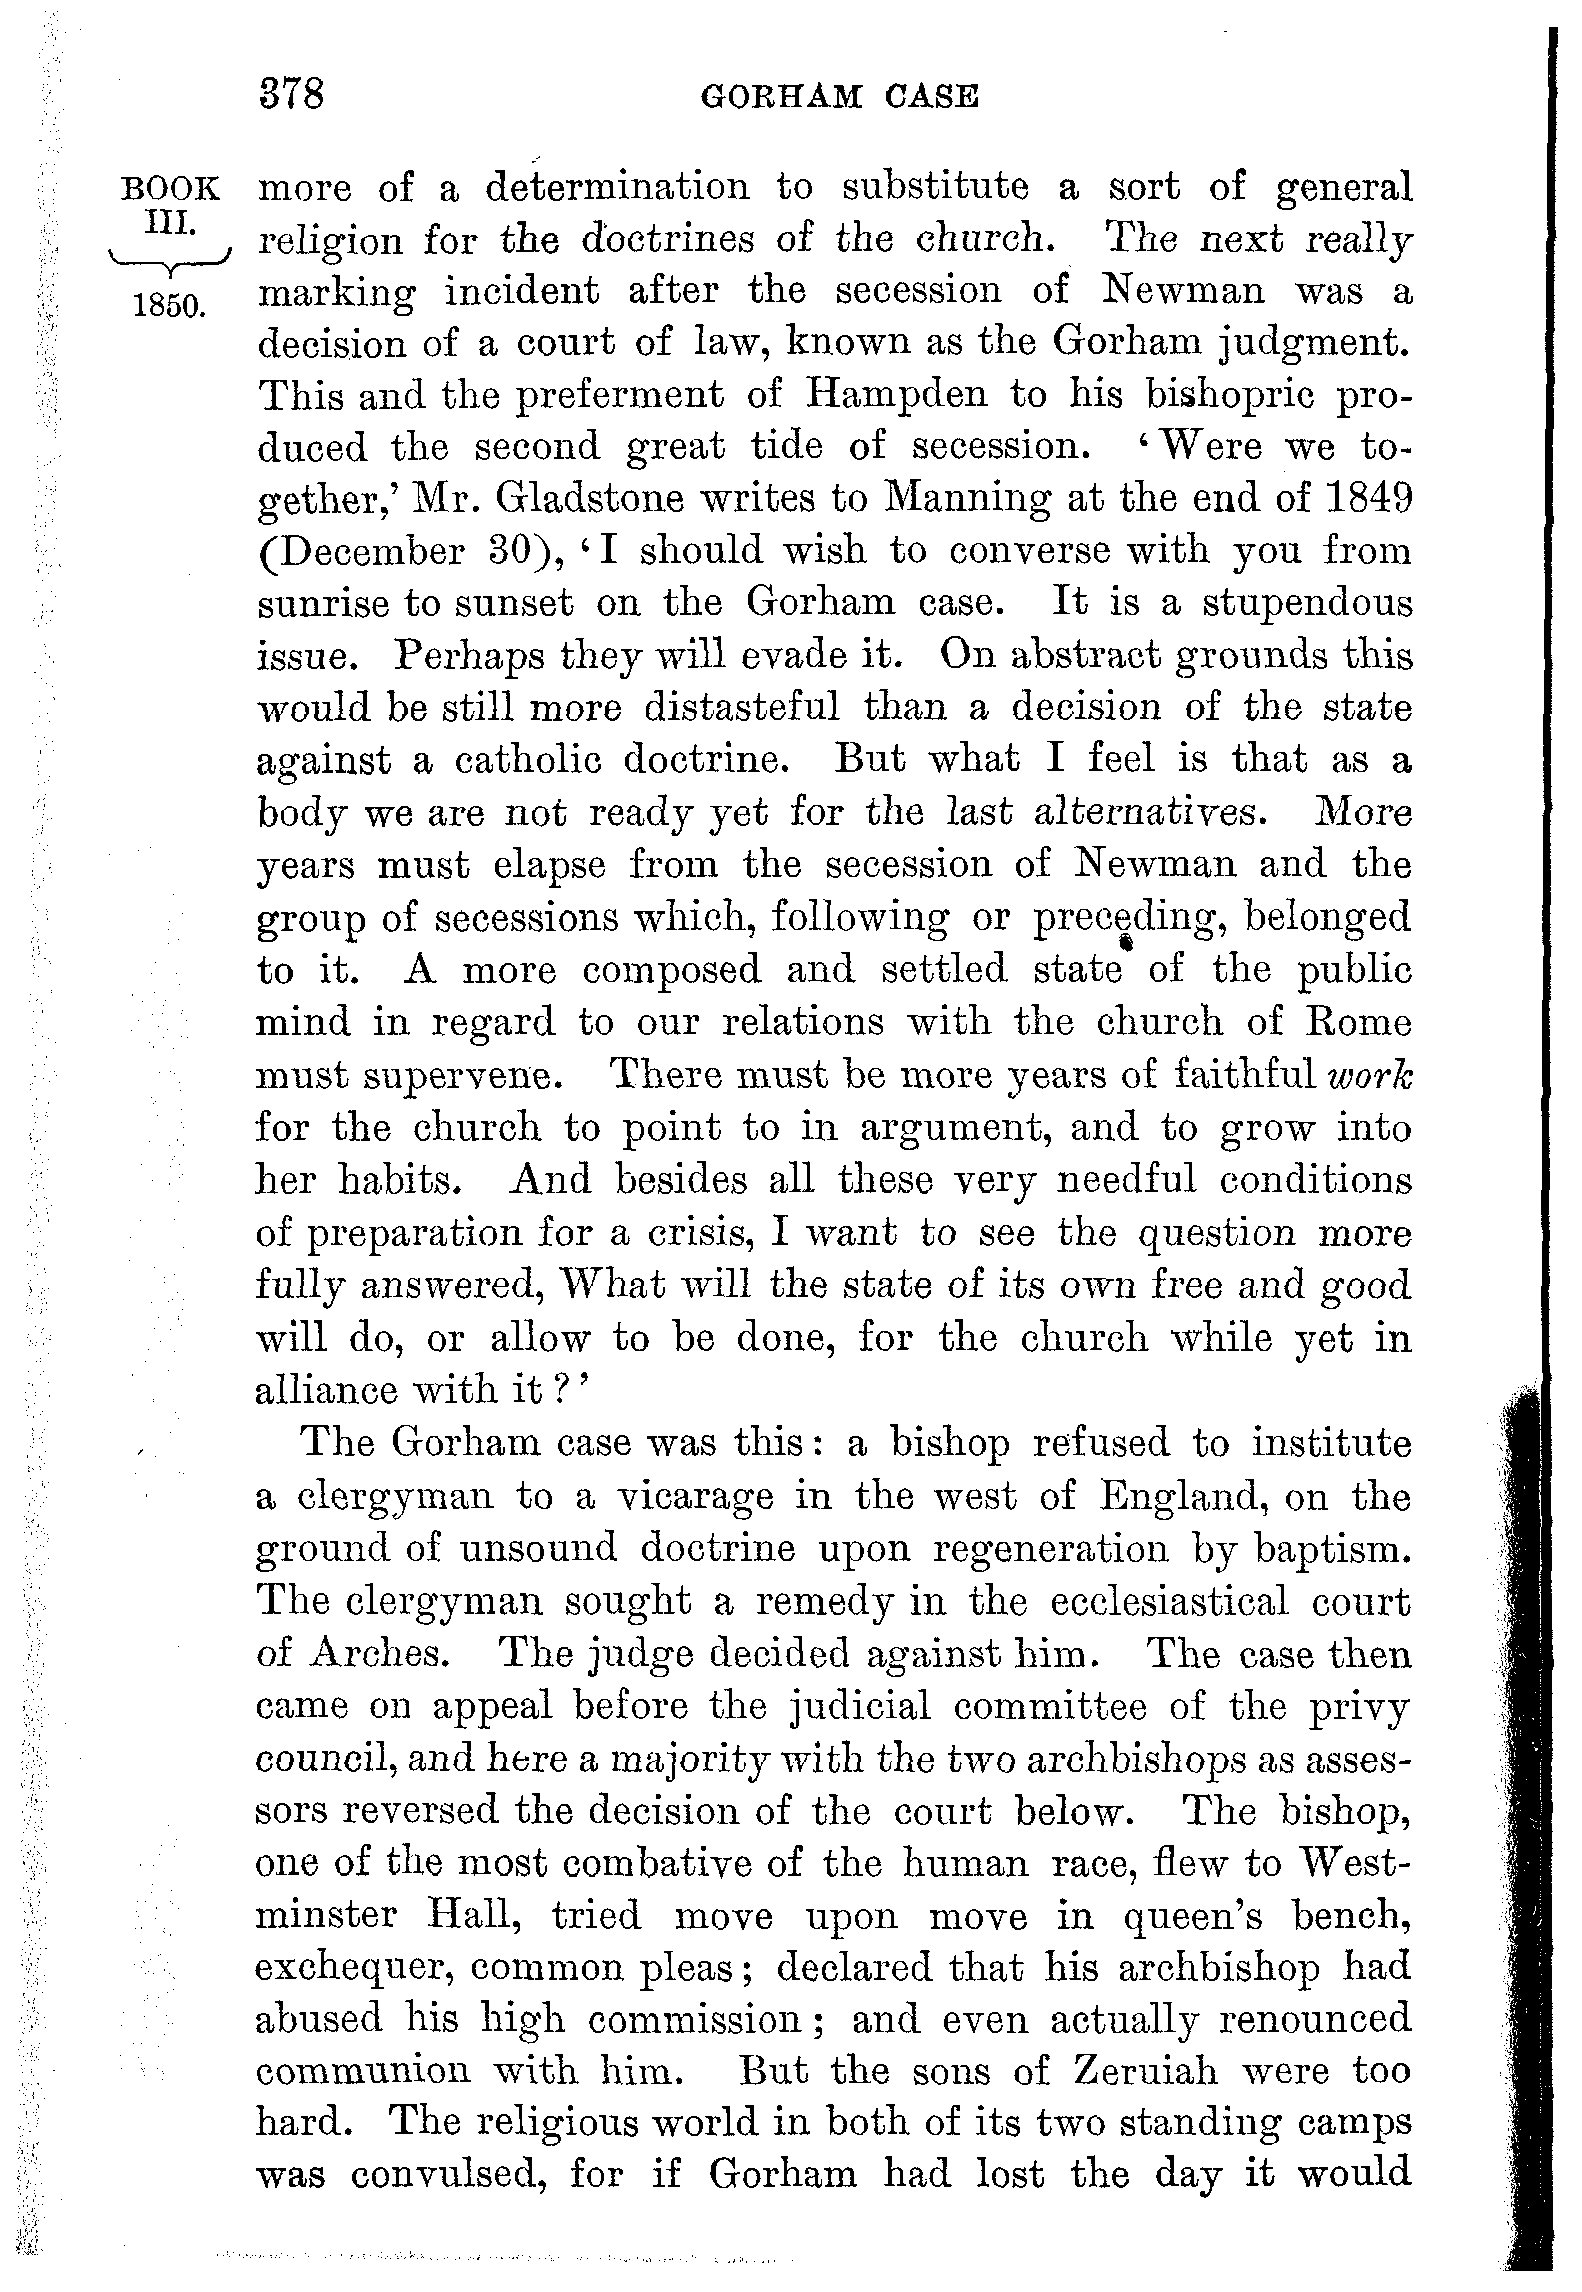 378 GORHAM CASE
BOOK
III.
1850.
more of a determination to substitute a sort of general
religion for the doctrines of the church. The next really
marking incident after the secession of Newman was a
decision of a court of law, known as the Gorham judgment.
This and the preferment of Hampden to his bishopric pro-
duced the second great tide of secession. ‘Were we to-
gether,’ Mr. Gladstone writes to Manning at the end of 1849
(December 30), ‘I should wish to converse with you from
sunrise to sunset on the Gorham case. It is a stupendous
issue. Perhaps they will evade it. On abstract grounds this
would be still more distasteful than a decision of the state
against a catholic doctrine. But what I feel is that as a
body we are not ready yet for the last alternatives. More
years must elapse from the secession of Newman and the
group of secessions which, following or preceding, belonged
to it. A more composed and settled state of the public
mind in regard to our relations with the church of Rome
must supervene. There must be more years of faithful work
for the church to point to in argument, and to grow into
her habits. And besides all these very needful conditions
of preparation for a crisis, I want to see the question more
fully answered, What will the state of its own free and good
will do, or allow to be done, for the church while yet in
alliance with it?’
The Gorham case was this: a bishop refused to institute
a clergyman to a vicarage in the west of England, on the
ground of unsound doctrine upon regeneration by baptism.
The clergyman sought a remedy in the ecclesiastical court
of Arches. The judge decided against him. The case then
came on appeal before the judicial committee of the privy
council, and here a majority with the two archbishops as asses-
sors reversed the decision of the court below. The bishop,
one of the most combative of the human race, flew to West-
minster Hall, tried move upon move in queen’s bench,
exchequer, common pleas; declared that his archbishop had
abused his high commission; and even actually renounced
communion with him. But the sons of Zeruiah were too
hard. The religious world in both of its two standing camps
was convulsed, for if Gorham had lost the day it would